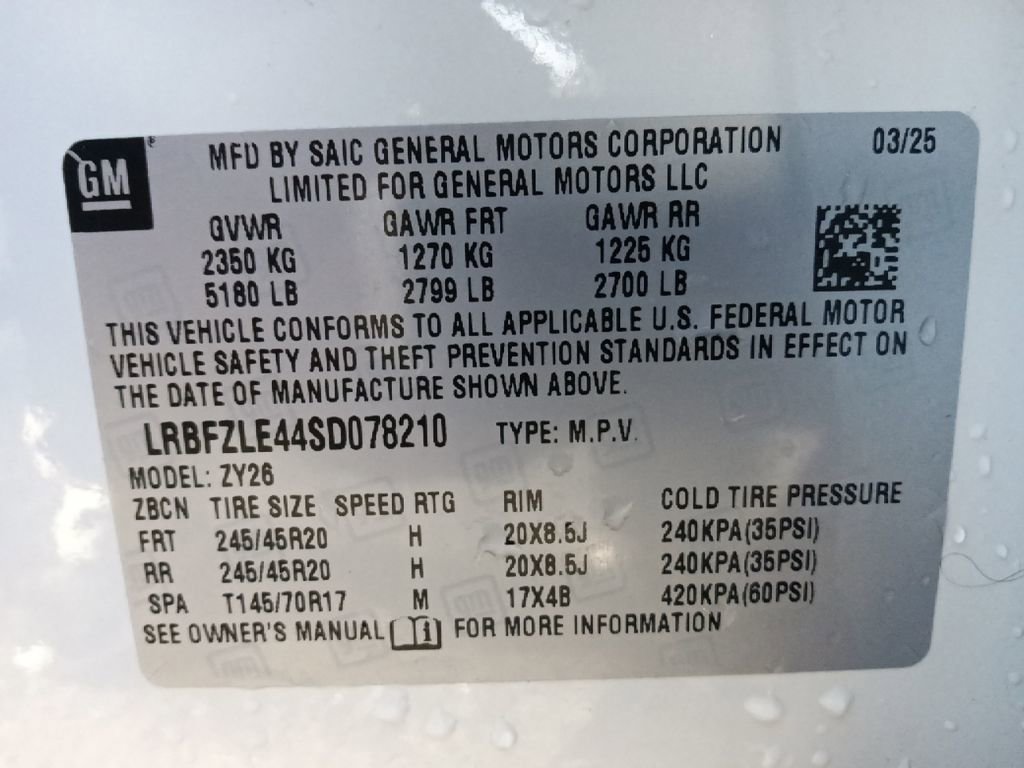 GM
MFD BY SAIC GENERAL MOTORS CORPORATION 03/25
LIMITED FOR GENERAL MOTORS LLC
GVWR GAWR FRT GAWR RR
2350 KG 1270 KG 1225 KG
5180 LB 2799 LB 2700 LB
THIS VEHICLE CONFORMS TO ALL APPLICABLE U.S. FEDERAL MOTOR
VEHICLE SAFETY AND THEFT PREVENTION STANDARDS IN EFFECT ON
THE DATE OF MANUFACTURE SHOWN ABOVE.
LRBFZLE44SD078210 TYPE: M.P.V.
MODEL: ZY26
ZBCN TIRE SIZE SPEED RTG RIM COLD TIRE PRESSURE
FRT 245/45R20 H 20X8.5J 240KPA(35PSI)
RR 245/45R20 H 20X8.5J 240KPA(35PSI)
SPA T145/70R17 M 17X4B 420KPA(60PSI)
SEE OWNER'S MANUAL FOR MORE INFORMATION